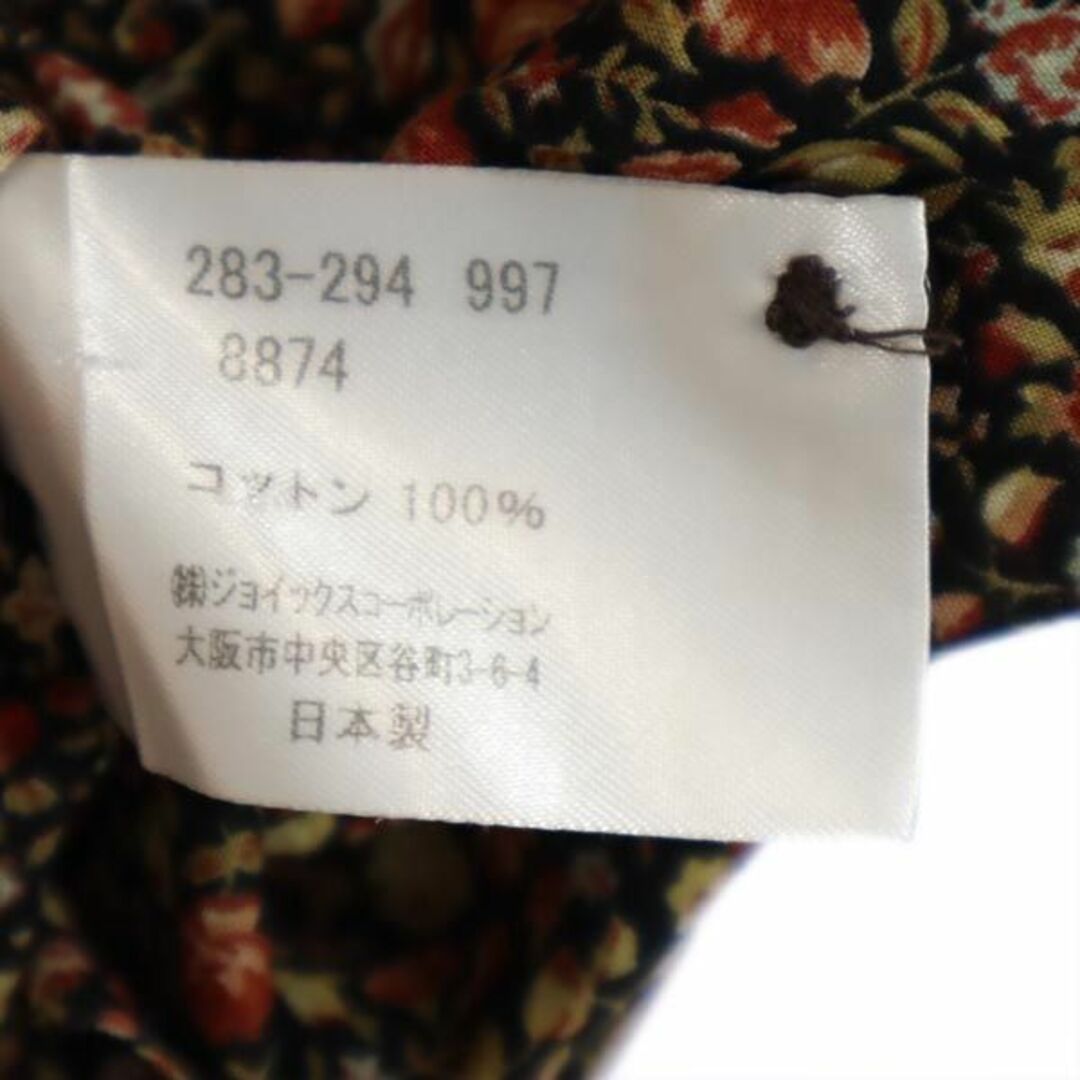 283-294 997
8874
コットン 100%
㈱ジョイックスコーポレーション
大阪市中央区谷町3-6-4
日本製